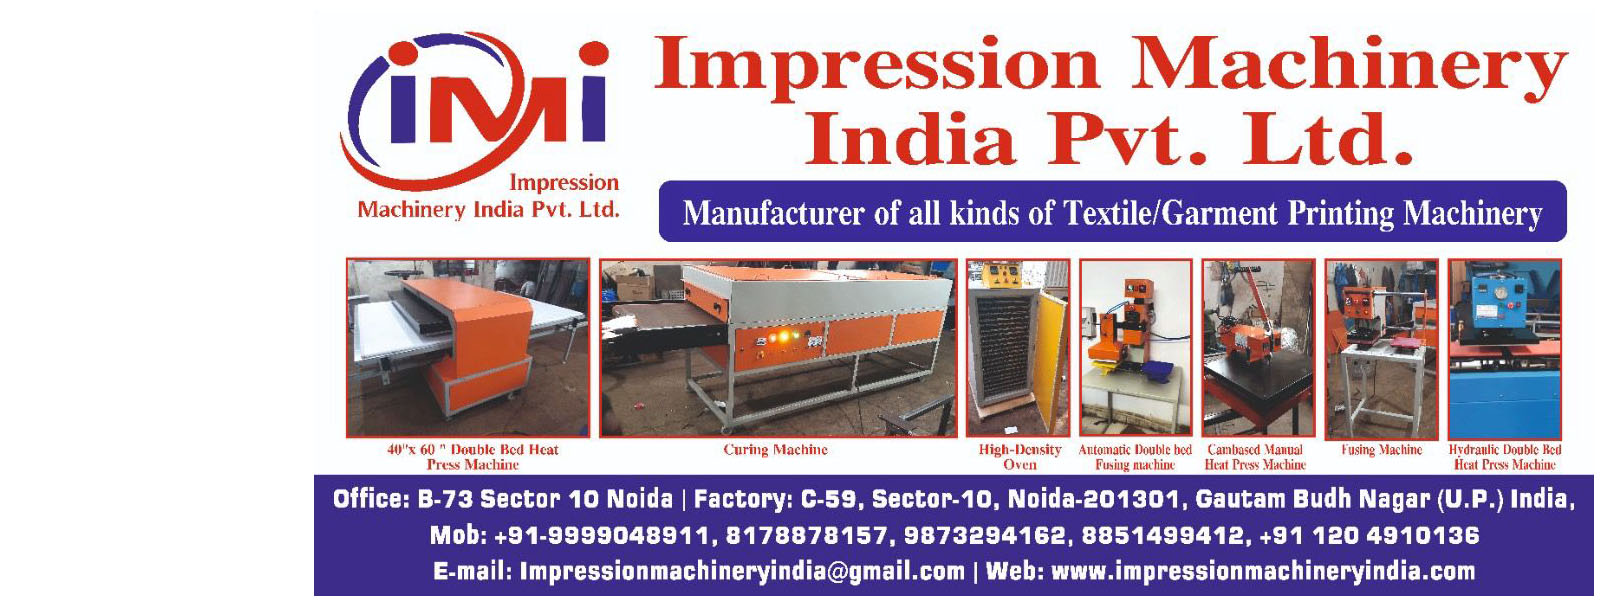 iMi
Impression
Machinery India Pvt. Ltd.
Impression Machinery
India Pvt. Ltd.
Manufacturer of all kinds of Textile/Garment Printing Machinery
40"x 60 " Double Bed Heat
Press Machine
Curing Machine
High-Density
Oven
Automatic Double bed
Fusing machine
Cambased Manual
Heat Press Machine
Fusing Machine
Hydraulic Double Bed
Heat Press Machine
Office: B-73 Sector 10 Noida | Factory: C-59, Sector-10, Noida-201301, Gautam Budh Nagar (U.P.) India,
Mob: +91-9999048911, 8178878157, 9873294162, 8851499412, +91 120 4910136
E-mail: Impressionmachineryindia@gmail.com | Web: www.impressionmachineryindia.com